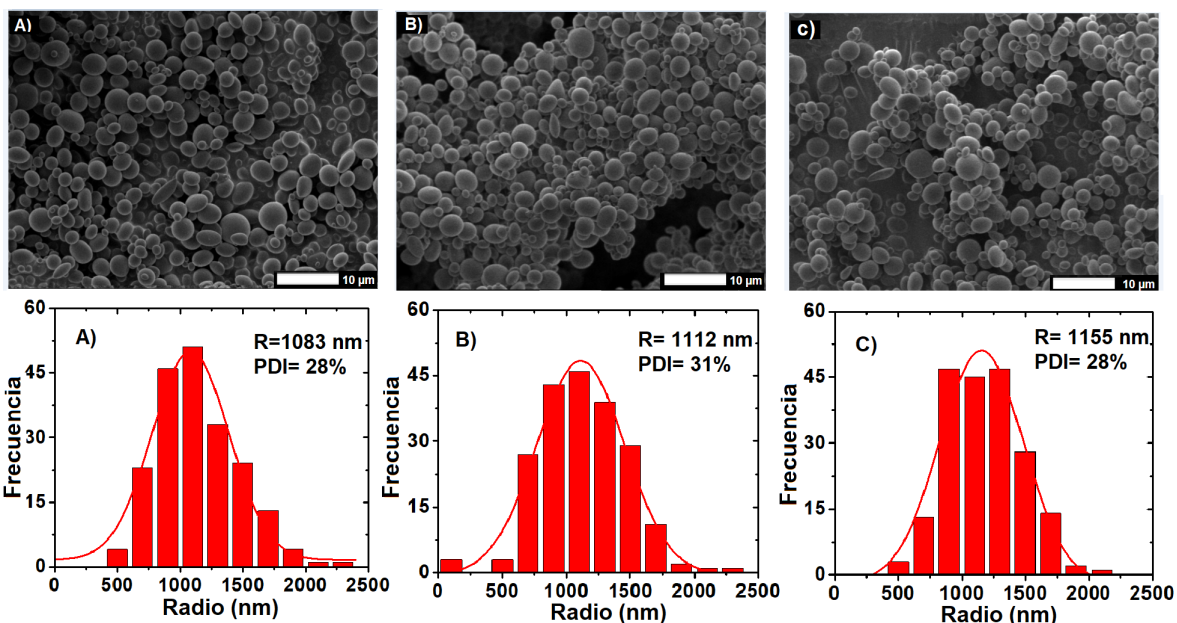 A)
B)
c)
10 µm
10 µm
10 µm
A)
R=1083 nm
PDI= 28%
Frecuencia
60
45
30
15
0
0 500 1000 1500 2000 2500
Radio (nm)
B)
R= 1112 nm
PDI= 31%
Frecuencia
60
45
30
15
0
0 500 1000 1500 2000 2500
Radio (nm)
C)
R= 1155 nm
PDI= 28%
Frecuencia
60
45
30
15
0
0 500 1000 1500 2000 2500
Radio (nm)